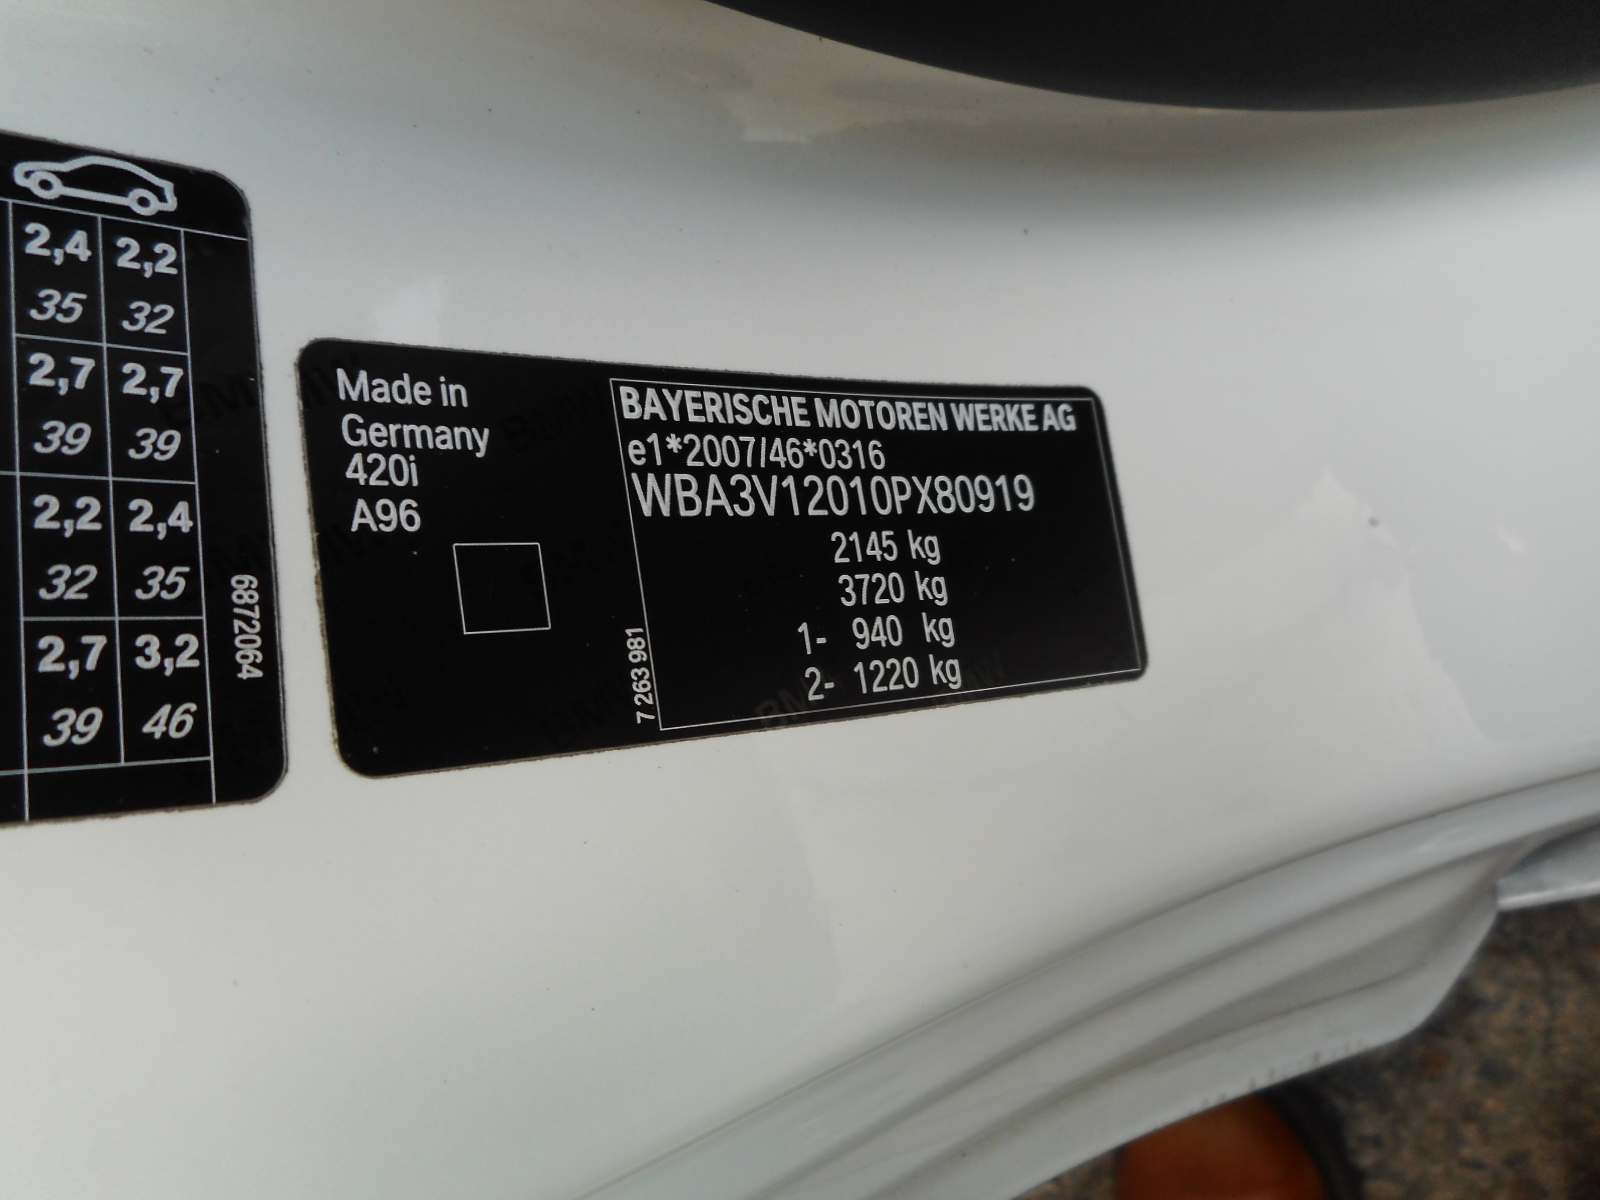 2,4 2,2
35 32
2,7 2,7
39 39
2,2 2,4
32 35
2,7 3,2
39 46
6872064
Made in
Germany
420i
A96
BAYERISCHE MOTOREN WERKE AG
e1*2007/46*0316
WBA3V12010PX80919
2145 kg
3720 kg
1- 940 kg
2- 1220 kg
7 263 981